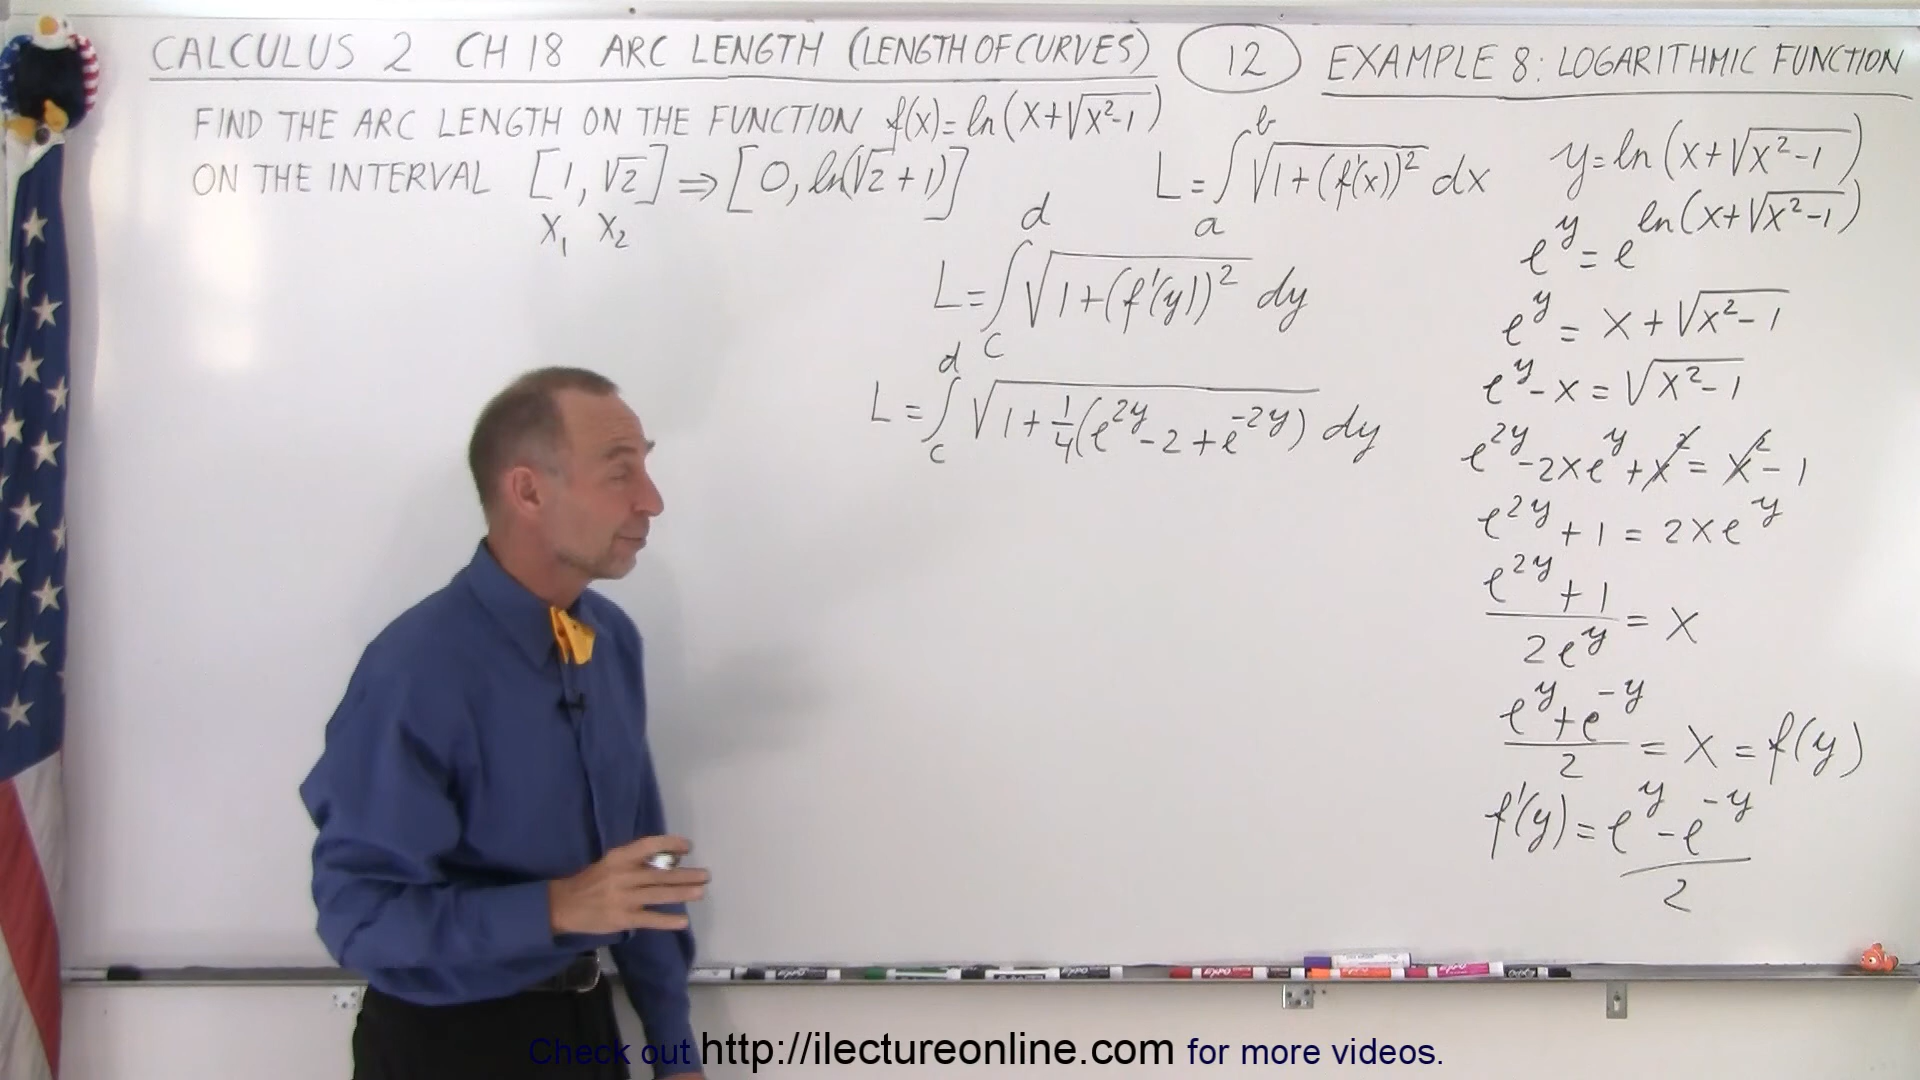 CALCULUS 2 CH 18 ARC LENGTH (LENGTH OF CURVES) 12 EXAMPLE 8: LOGARITHMIC FUNCTION
FIND THE ARC LENGTH ON THE FUNCTION f(x)=ln(x+√x²-1)
ON THE INTERVAL [1, √2] ⇒ [0, ln(√2+1)]
x₁ x₂
L = ∫ₐᵇ √1+(f'(x))² dx
L = ∫_c^d √1+(f'(y))² dy
L = ∫_c^d √1+¼(e^2y-2+e^-2y) dy
y=ln(x+√x²-1)
e^y = e^ln(x+√x²-1)
e^y = x+√x²-1
e^y-x = √x²-1
e^2y-2xe^y+x² = x²-1
e^2y+1 = 2xe^y
e^2y+1 / 2e^y = x
e^y+e^-y / 2 = x = f(y)
f'(y) = e^y-e^-y / 2
Check out http://ilectureonline.com for more videos.